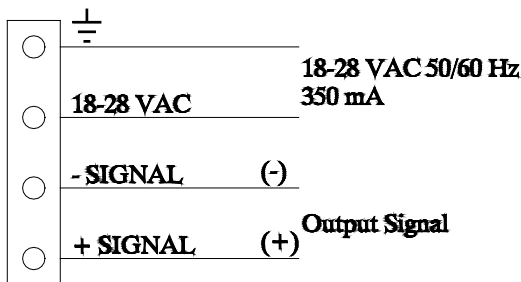 18-28 VAC 50/60 Hz
350 mA
18-28 VAC
- SIGNAL (-)
Output Signal
+ SIGNAL (+)